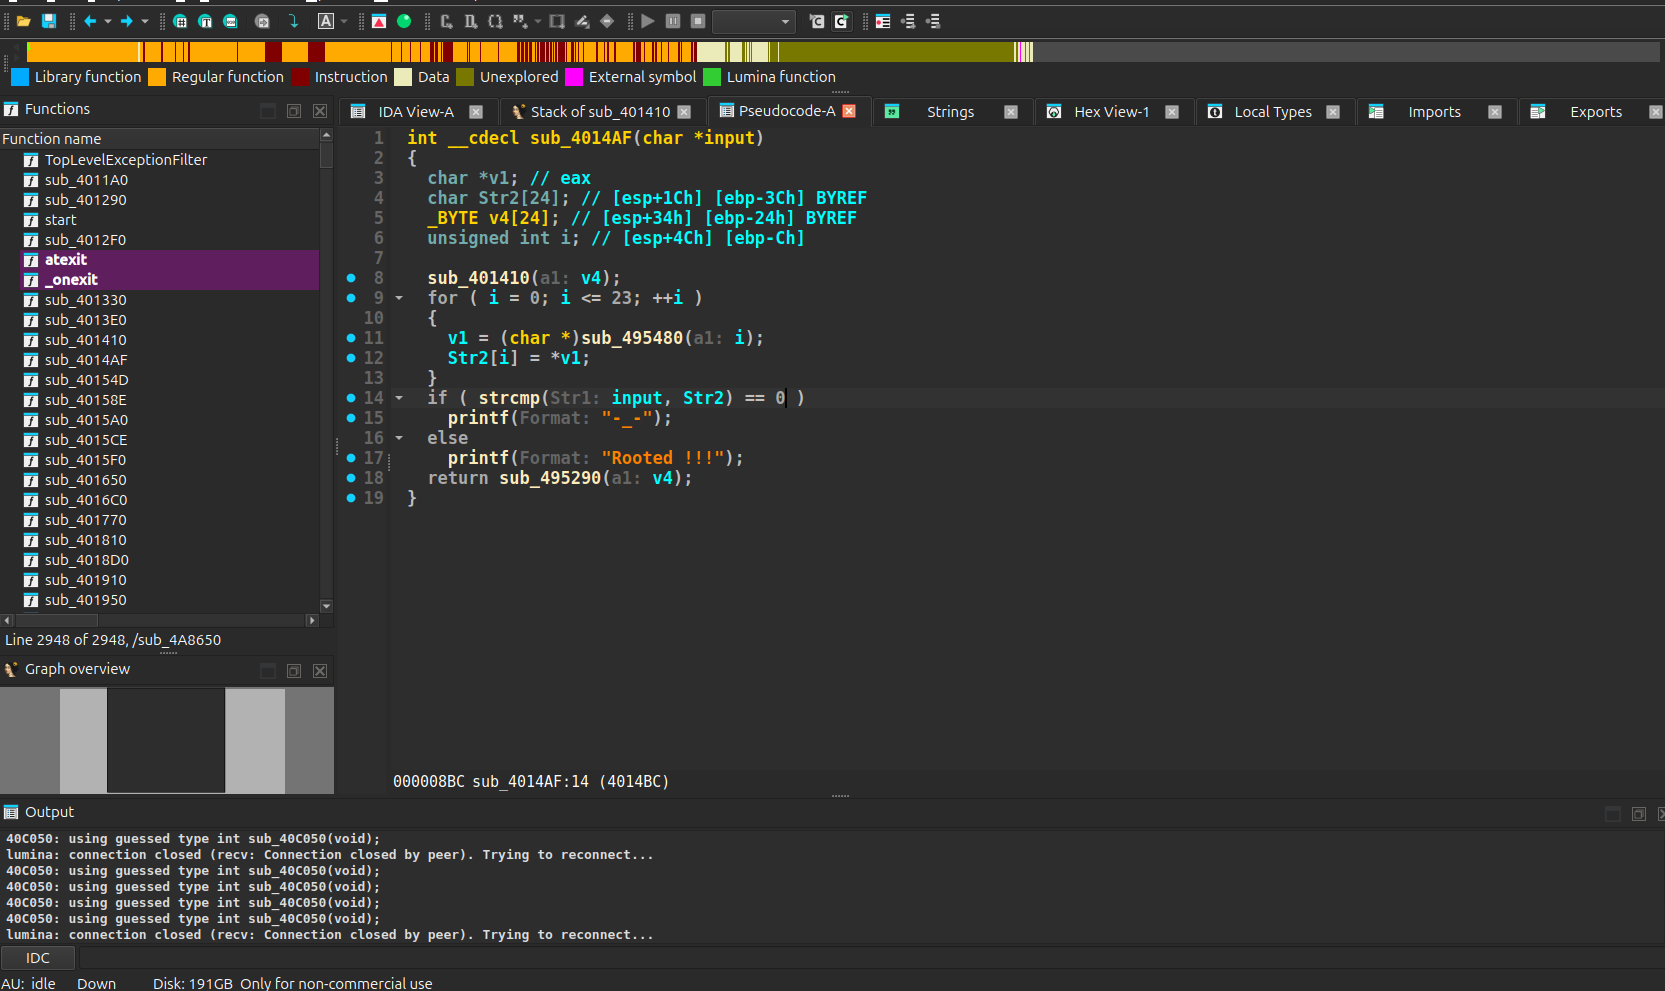 Library function Regular function Instruction Data Unexplored External symbol Lumina function
Functions
IDA View-A Stack of sub_401410 Pseudocode-A Strings Hex View-1 Local Types Imports Exports
Function name
TopLevelExceptionFilter
sub_4011A0
sub_401290
start
sub_4012F0
atexit
_onexit
sub_401330
sub_4013E0
sub_401410
sub_4014AF
sub_40154D
sub_40158E
sub_4015A0
sub_4015CE
sub_4015F0
sub_401650
sub_4016C0
sub_401770
sub_401810
sub_4018D0
sub_401910
sub_401950
Line 2948 of 2948, /sub_4A8650
Graph overview
1 int __cdecl sub_4014AF(char *input)
2 {
3 char *v1; // eax
4 char Str2[24]; // [esp+1Ch] [ebp-3Ch] BYREF
5 _BYTE v4[24]; // [esp+34h] [ebp-24h] BYREF
6 unsigned int i; // [esp+4Ch] [ebp-Ch]
7
8 sub_401410(a1: v4);
9 for ( i = 0; i <= 23; ++i )
10 {
11 v1 = (char *)sub_495480(a1: i);
12 Str2[i] = *v1;
13 }
14 if ( strcmp(Str1: input, Str2) == 0 )
15 printf(Format: "-_-");
16 else
17 printf(Format: "Rooted !!!");
18 return sub_495290(a1: v4);
19 }
000008BC sub_4014AF:14 (4014BC)
Output
40C050: using guessed type int sub_40C050(void);
lumina: connection closed (recv: Connection closed by peer). Trying to reconnect...
40C050: using guessed type int sub_40C050(void);
40C050: using guessed type int sub_40C050(void);
40C050: using guessed type int sub_40C050(void);
40C050: using guessed type int sub_40C050(void);
lumina: connection closed (recv: Connection closed by peer). Trying to reconnect...
IDC
AU: idle Down Disk: 191GB Only for non-commercial use